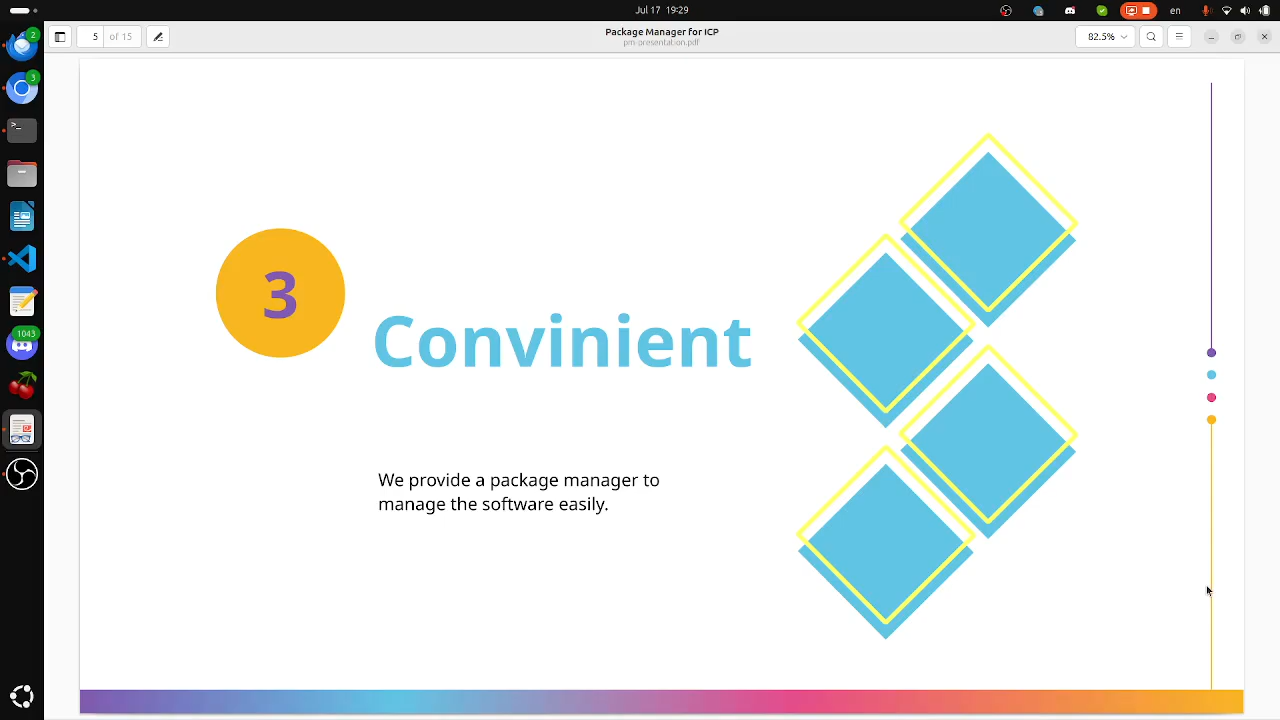 Jul 17 19:29
en
5 of 15
Package Manager for ICP
pm-presentation.pdf
82.5%
2
3
1043
3
Convinient
We provide a package manager to
manage the software easily.